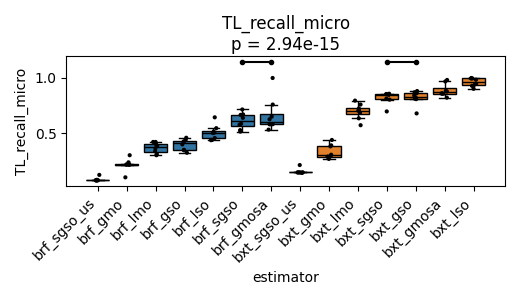 TL_recall_micro
p = 2.94e-15
TL_recall_micro
1.0
0.5
brf_sgso_us
brf_gmo
brf_lmo
brf_gso
brf_lso
brf_sgso
brf_gmosa
bxt_sgso_us
bxt_gmo
bxt_lmo
bxt_sgso
bxt_gso
bxt_gmosa
bxt_lso
estimator